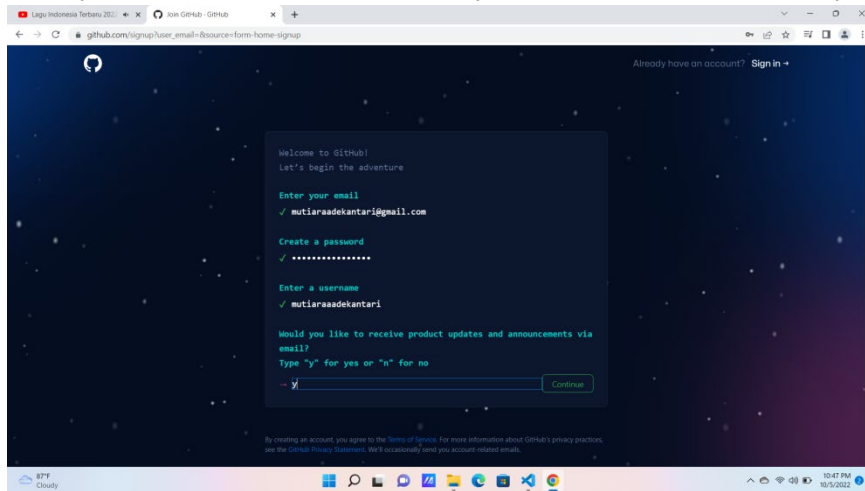 Lagu Indonesia Terbaru 202
Join GitHub · GitHub
github.com/signup?user_email=&source=form-home-signup
Already have an account? Sign in →
Welcome to GitHub!
Let's begin the adventure
Enter your email
✓ mutiaraadekantari@gmail.com
Create a password
✓ ••••••••••••••••
Enter a username
✓ mutiaraaadekantari
Would you like to receive product updates and announcements via
email?
Type "y" for yes or "n" for no
→ y
Continue
By creating an account, you agree to the Terms of Service. For more information about GitHub's privacy practices,
see the GitHub Privacy Statement. We'll occasionally send you account-related emails.
87°F
Cloudy
10:47 PM
10/5/2022